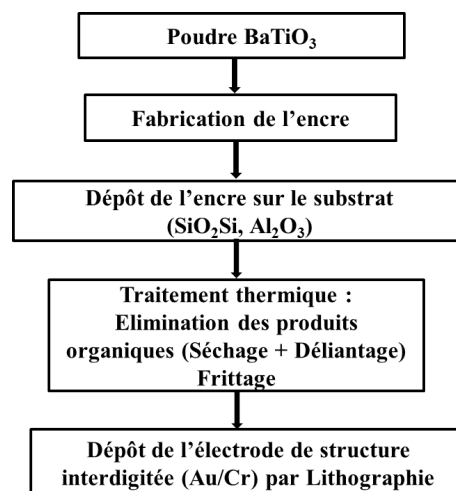 Poudre BaTiO₃
Fabrication de l’encre
Dépôt de l’encre sur le substrat
(SiO₂Si, Al₂O₃)
Traitement thermique :
Elimination des produits
organiques (Séchage + Déliantage)
Frittage
Dépôt de l’électrode de structure
interdigitée (Au/Cr) par Lithographie